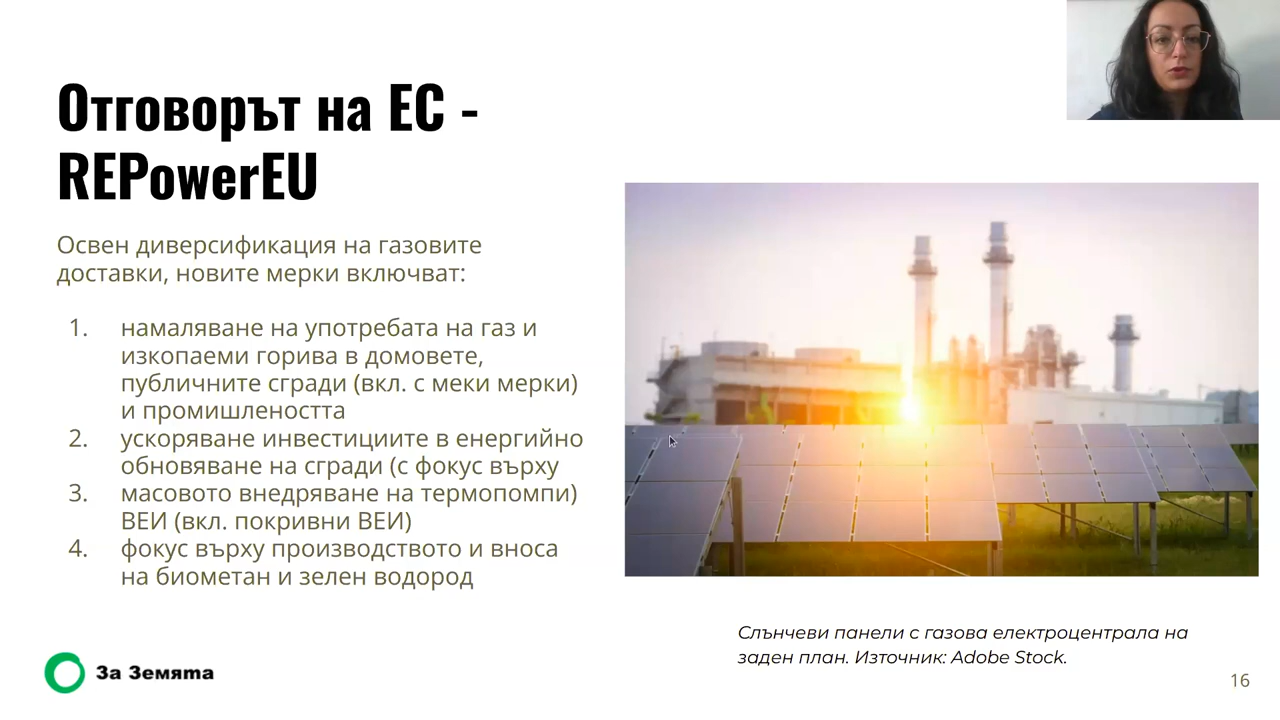 Отговорът на ЕС -
REPowerEU
Освен диверсификация на газовите
доставки, новите мерки включват:
1. намаляване на употребата на газ и
изкопаеми горива в домовете,
публичните сгради (вкл. с меки мерки)
и промишлеността
2. ускоряване инвестициите в енергийно
обновяване на сгради (с фокус върху
3. масовото внедряване на термопомпи)
ВЕИ (вкл. покривни ВЕИ)
4. фокус върху производството и вноса
на биометан и зелен водород
Слънчеви панели с газова електроцентрала на
заден план. Източник: Adobe Stock.
За Земята
16